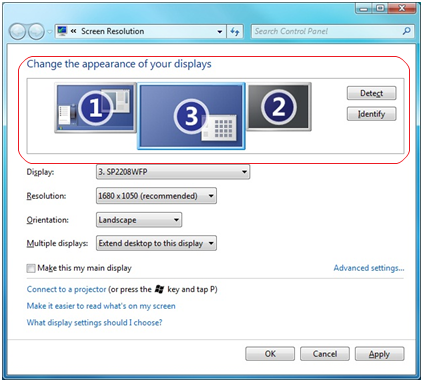 « Screen Resolution
Search Control Panel
Change the appearance of your displays
1 3 2
Detect
Identify
Display: 3. SP2208WFP
Resolution: 1680 x 1050 (recommended)
Orientation: Landscape
Multiple displays: Extend desktop to this display
Make this my main display
Advanced settings...
Connect to a projector (or press the key and tap P)
Make it easier to read what's on my screen
What display settings should I choose?
OK Cancel Apply